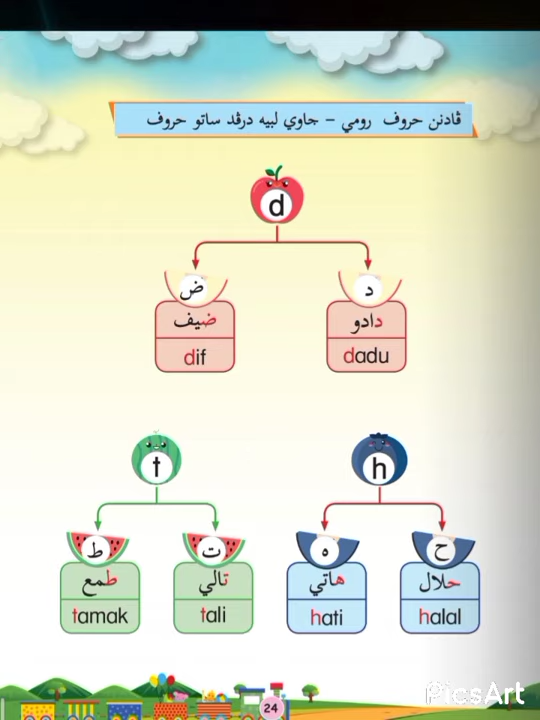 ڤادنن حروف رومي – جاوي لبيه درڤد ساتو حروف
d
د
ض
دادو
ضيف
dadu
dif
t
h
ط
ت
ه
ح
طمع
تالي
هاتي
حلال
tamak
tali
hati
halal
24
PicsArt